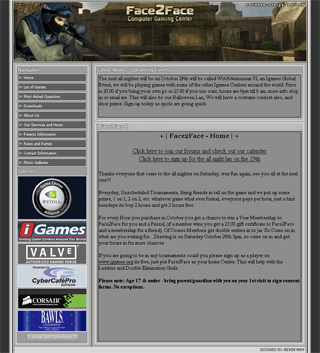 Face2Face
Computer Gaming Center
Navigation
Home
List of Games
Most Asked Questions
Downloads
About Us
Our Services and Hours
Parents Information
Rates and Parties
Contact Information
Photo Galleries
Sponsors
iGames
VALVE
Powered by
CyberCaféPro
Software
CORSAIR
BAWLS
Latest News / Upcoming Events
The next all nighter will be on October 29th will be called WAR/demonium VI, an Igames Global
Event, we will be playing games with some of the other Igames Centers around the world. Price
is 20.00 if you bring your own pc or 25.00 if you use ours, hours are 9pm till 9 am, more info stop
in or email me. This will also be our Halloween Lan, We will have a costume contest also, and
door prizes. Sign up today as spots are going quick.
[ Face2Face ]
+ | Face2Face - Home | +
Click here to join our forums and check out our calender
Click here to sign up for the all night lan on the 29th
Thanks everyone that came to the all nighter on Saturday, was fun again, see you all at the next
one!!
Everyday, Unscheduled Tournaments, Bring friends in tell us the game and we put up some
prizes, 1 on 1, 2 on 2, etc. whatever game what ever format, everyone pays per hour, just a hint
tuesdays its buy 2 hours and get 2 hours free.
For every Hour you purchase in October you get a chance to win a Year Membership to
Face2Face for you and a Friend, (if a member wins you get a 25.00 gift certificate to Face2Face
and a membership for a friend). Of Course Members get double entries in to jar. So Come on in
what are you waiting for....Drawing is on Saturday October 29th, 5pm, so come on in and get
your hours in for more chances.
If you are going to be in any tournaments could you please sign up as a player on
www.igames.org its free, just put Face2Face as your home Center. This will help with the
Ladders and Double Elimination Grids.
Please note: Age 17 & under - bring parent/guardian with you on your 1st visit to sign consent
forms. No exceptions.
DESIGNED BY: KEVIN MAY